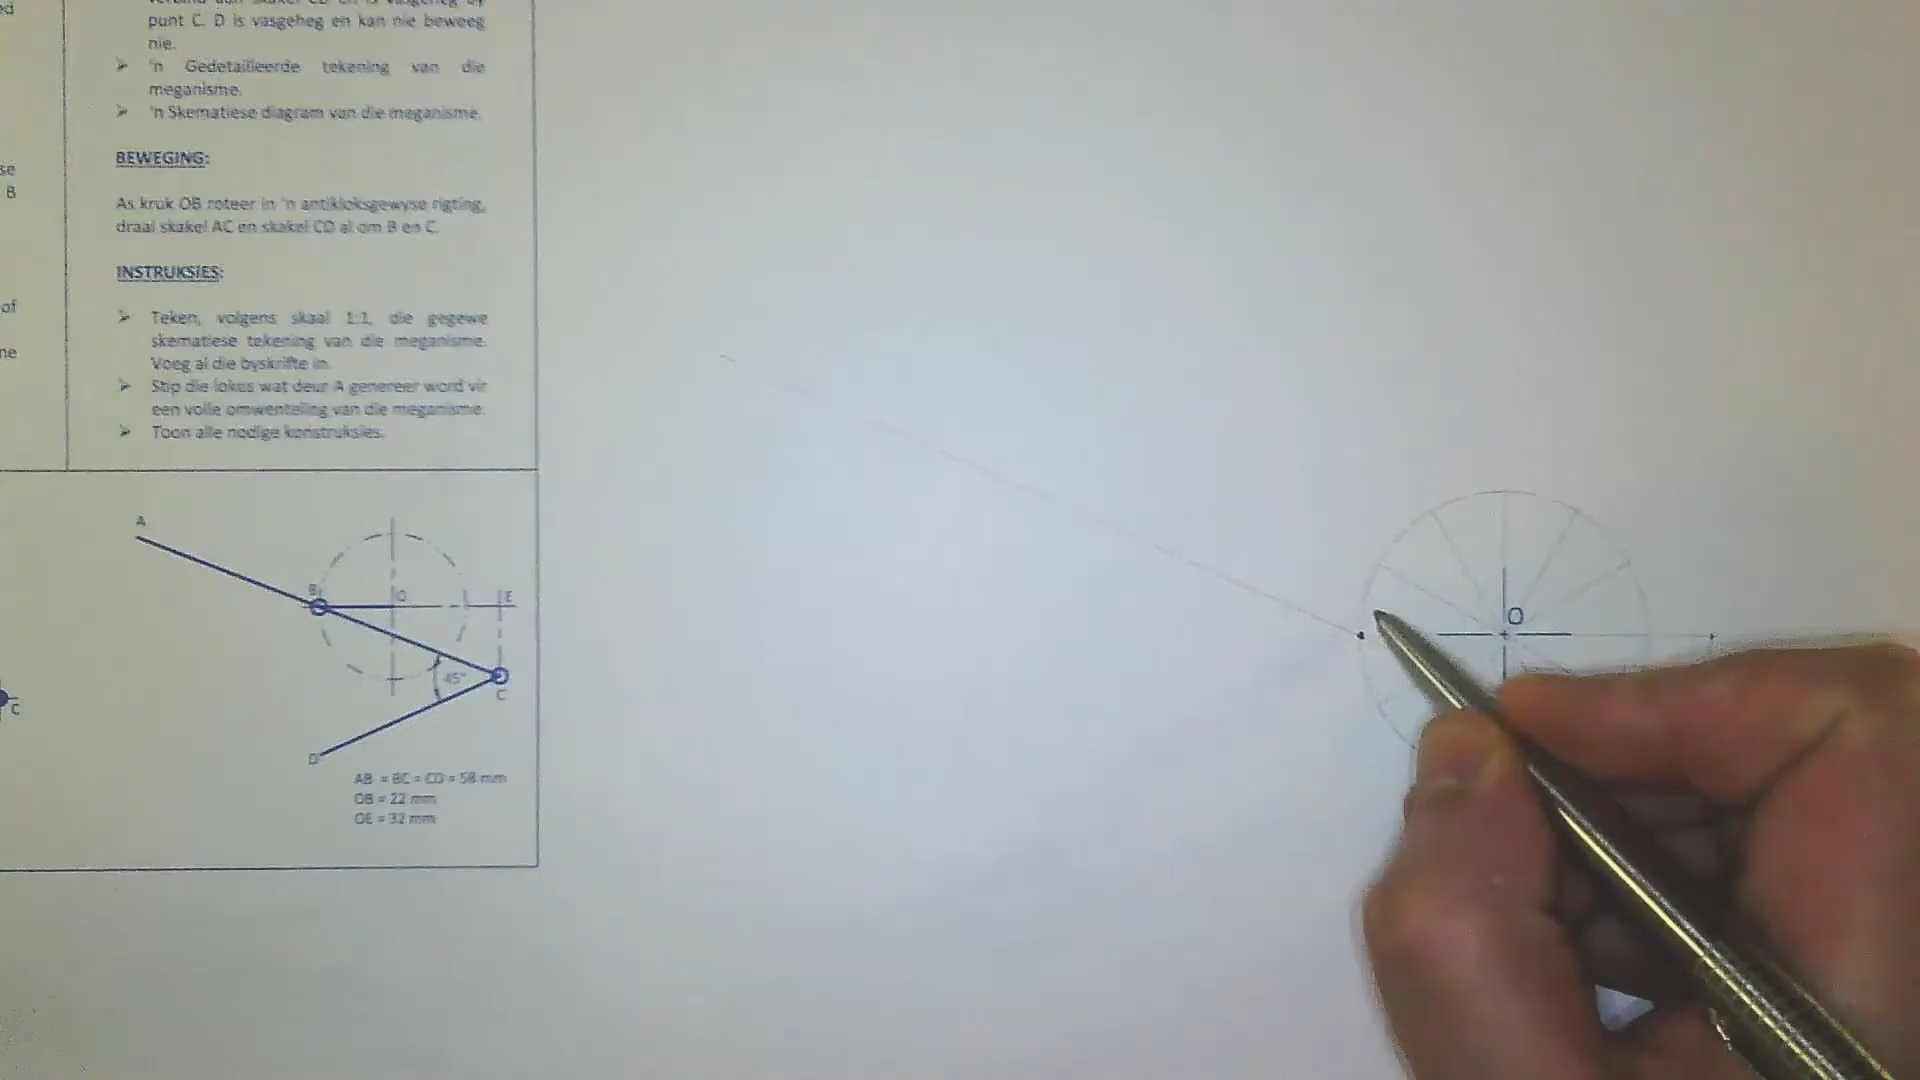 ed
se
B
of
ne
C
punt C. D is vasgeheg en kan nie beweeg
nie.
➢ 'n Gedetailleerde tekening van die
meganisme.
➢ 'n Skematiese diagram van die meganisme.
BEWEGING:
As kruk OB roteer in 'n antikloksgewyse rigting,
draai skakel AC en skakel CD al om B en C.
INSTRUKSIES:
➢ Teken, volgens skaal 1:1, die gegewe
skematiese tekening van die meganisme.
Voeg al die byskrifte in.
➢ Stip die lokus wat deur A genereer word vir
een volle omwenteling van die meganisme.
➢ Toon alle nodige konstruksies.
A
B
O
E
45°
C
D
AB = BC = CD = 58 mm
OB = 22 mm
OE = 32 mm
O